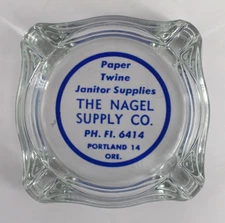 Paper
Twine
Janitor Supplies
THE NAGEL
SUPPLY CO.
PH. FI. 6414
PORTLAND 14
ORE.